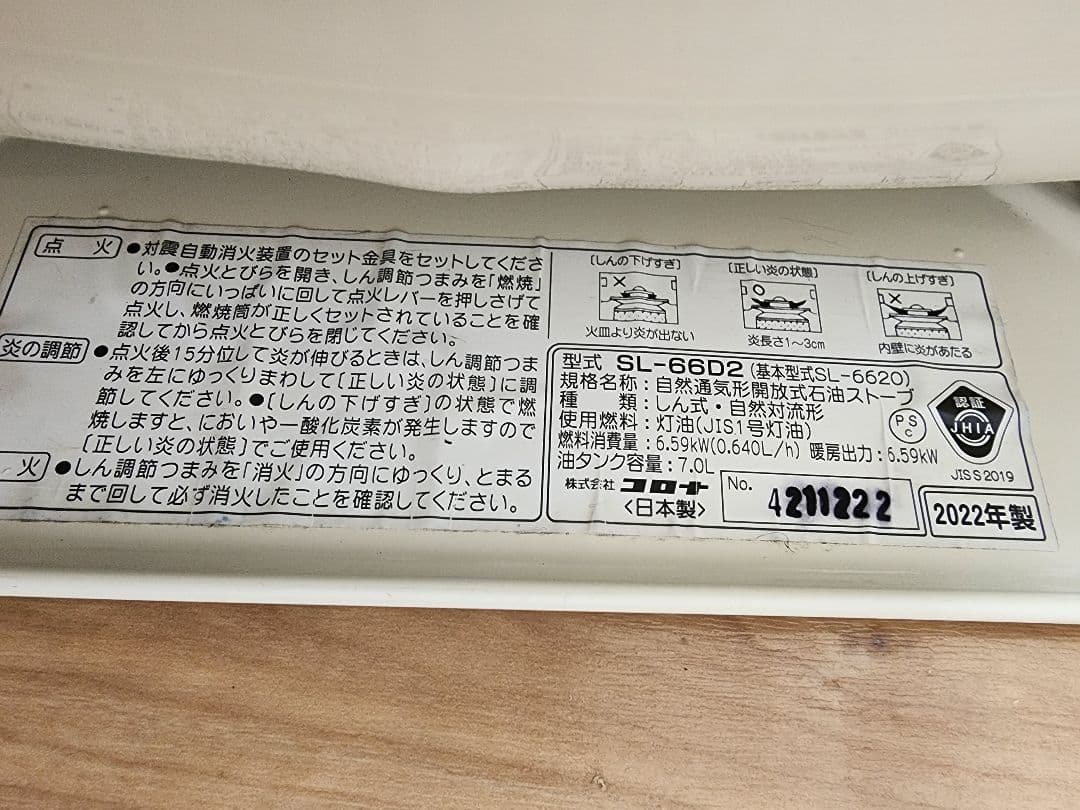 点 火
●対震自動消火装置のセット金具をセットしてくださ
い。●点火とびらを開き、しん調節つまみを「燃焼」
の方向にいっぱいに回して点火レバーを押しさげて
点火し、燃焼筒が正しくセットされていることを確
認してから点火とびらを閉じてください。
炎の調節
●点火後15分位して炎が伸びるときは、しん調節つま
みを左にゆっくりまわして〔正しい炎の状態〕に調
節してください。●〔しんの下げすぎ〕の状態で燃
焼しますと、においや一酸化炭素が発生しますので
〔正しい炎の状態〕でご使用ください。
火
●しん調節つまみを「消火」の方向にゆっくり、とまる
まで回して必ず消火したことを確認してください。
〔しんの下げすぎ〕
×
火皿より炎が出ない
〔正しい炎の状態〕
○
炎長さ1~3cm
〔しんの上げすぎ〕
×
内壁に炎があたる
型式 SL-66D2(基本型式SL-6620)
規格名称:自然通気形開放式石油ストーブ
種 類:しん式・自然対流形
使用燃料:灯油(JIS1号灯油)
燃料消費量:6.59kW(0.640L/h) 暖房出力:6.59kW
油タンク容量:7.0L
株式会社 コロナ
〈日本製〉
No.
4211222
PS
C
認証
JHIA
JIS S 2019
2022年製